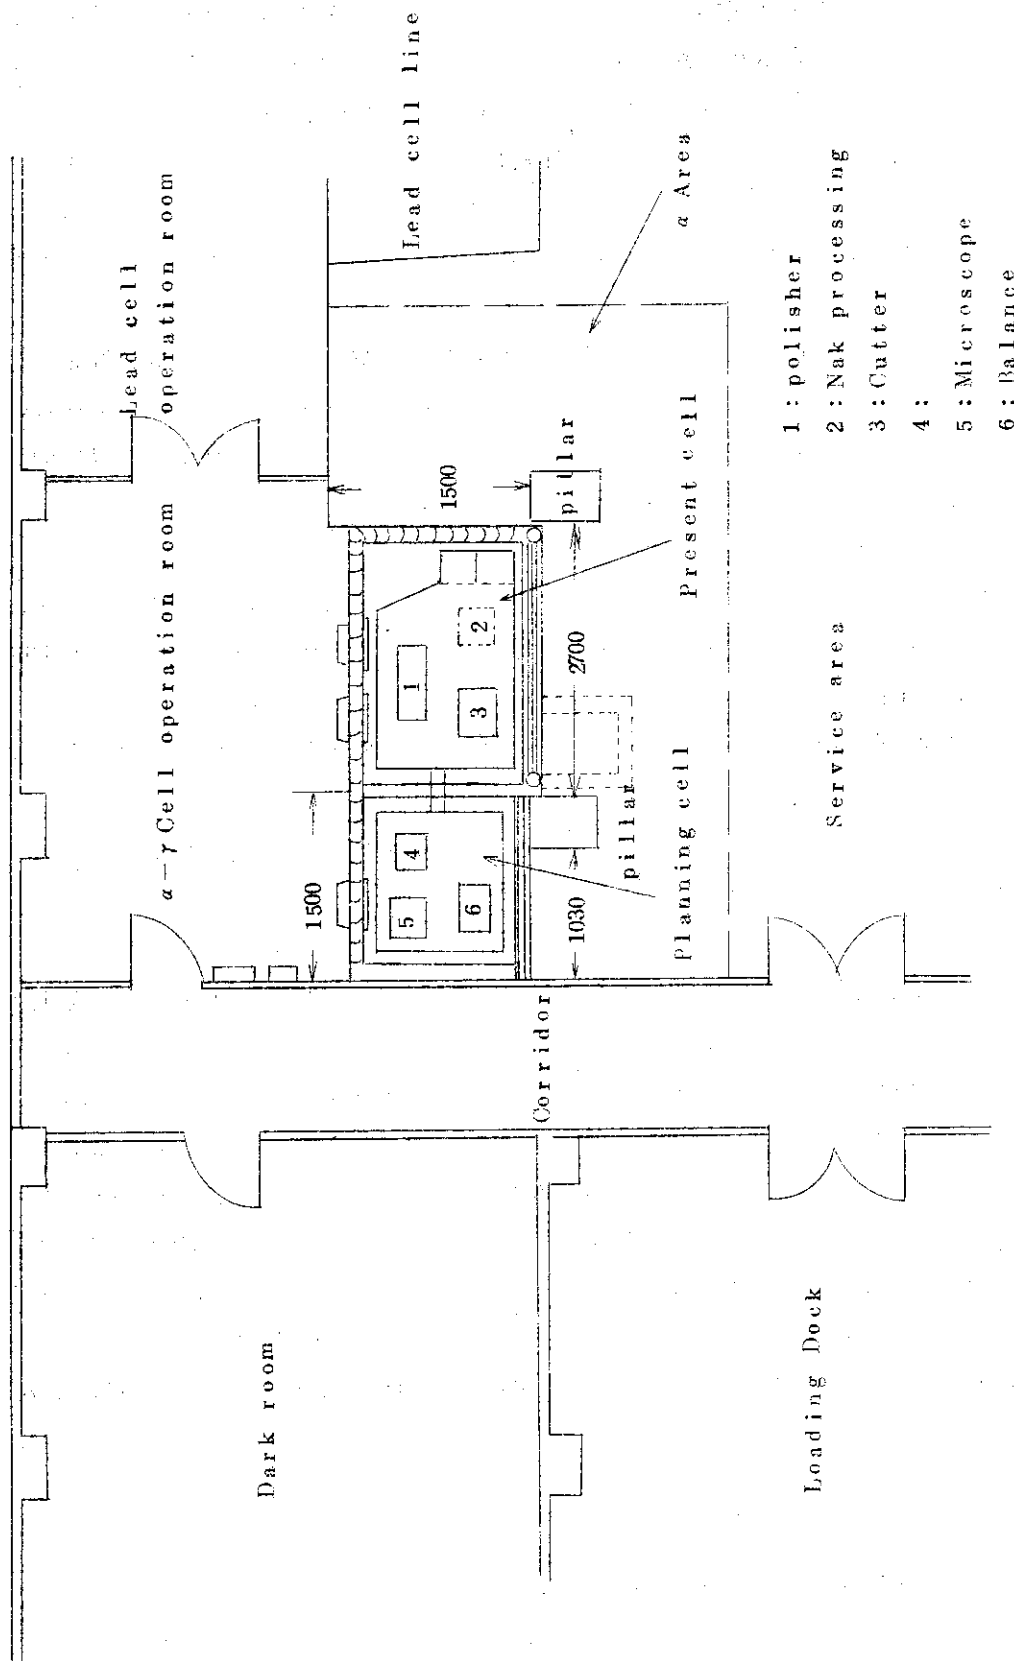 Lead cell
operation room
Lead cell line
α-γ Cell operation room
α Area
1500
1500
pillar
2700
1030
pillar
1
2
3
4
5
6
Present cell
Planning cell
Service area
Corridor
Dark room
Loading Dock
1 : polisher
2 : Nak processing
3 : Cutter
4 :
5 : Microscope
6 : Balance